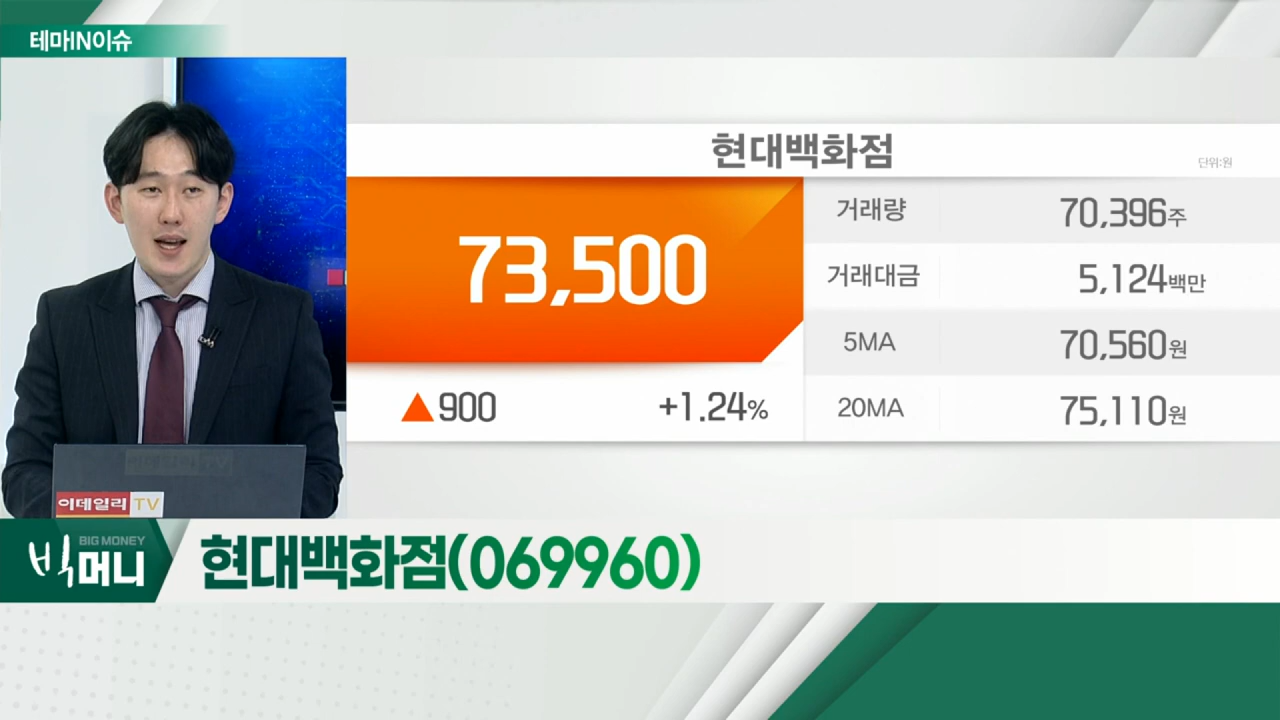 테마IN이슈
현대백화점
단위:원
73,500
▲900 +1.24%
거래량 70,396주
거래대금 5,124백만
5MA 70,560원
20MA 75,110원
이데일리TV
BIG MONEY
빅머니
현대백화점(069960)